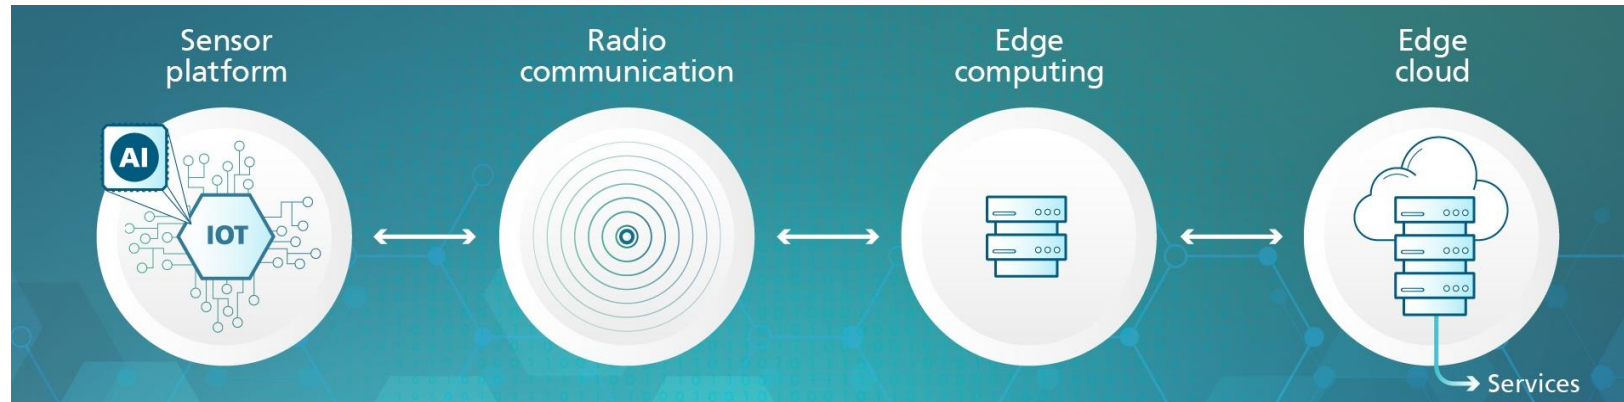 Sensor
platform
Radio
communication
Edge
computing
Edge
cloud
AI
IOT
Services